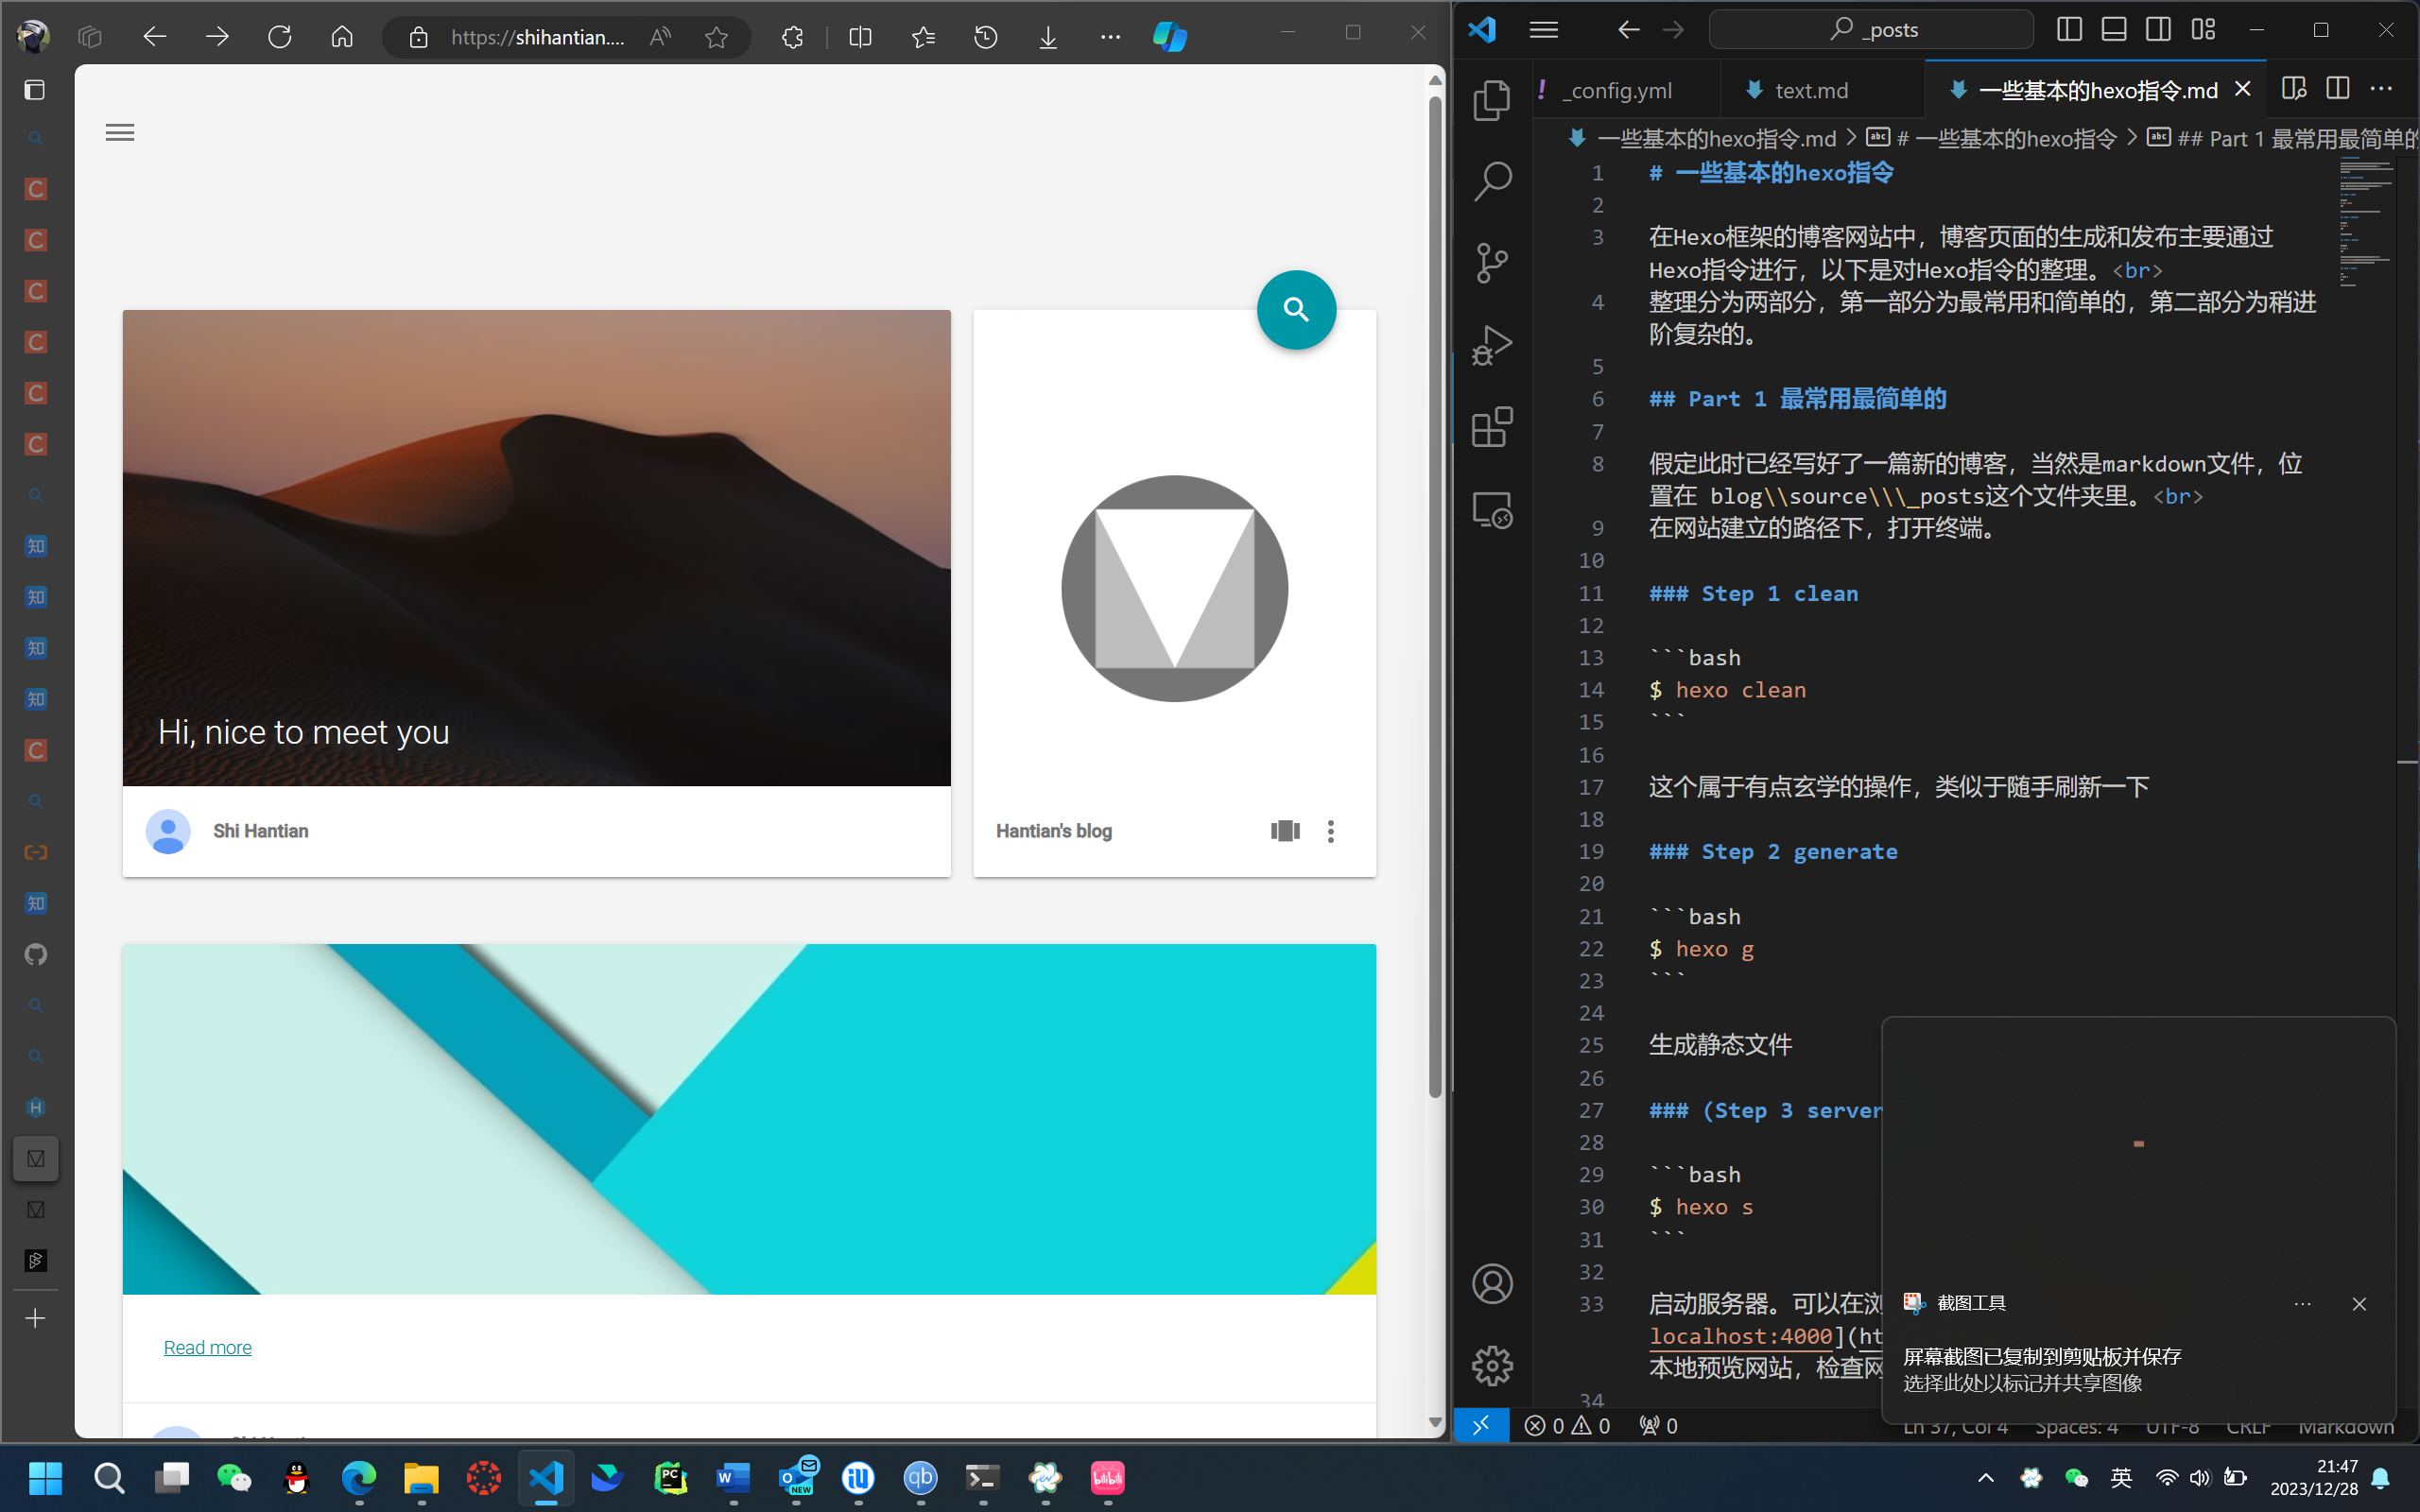 https://shihantian....
Hi, nice to meet you
Shi Hantian
Hantian's blog
Read more
_posts
_config.yml
text.md
一些基本的hexo指令.md
一些基本的hexo指令.md > # 一些基本的hexo指令 > ## Part 1 最常用最简单的
1 # 一些基本的hexo指令
2
3 在Hexo框架的博客网站中，博客页面的生成和发布主要通过
Hexo指令进行，以下是对Hexo指令的整理。<br>
4 整理分为两部分，第一部分为最常用和简单的，第二部分为稍进
阶复杂的。
5
6 ## Part 1 最常用最简单的
7
8 假定此时已经写好了一篇新的博客，当然是markdown文件，位
置在 blog\\source\\\_posts这个文件夹里。<br>
9 在网站建立的路径下，打开终端。
10
11 ### Step 1 clean
12
13 ```bash
14 $ hexo clean
15 ```
16
17 这个属于有点玄学的操作，类似于随手刷新一下
18
19 ### Step 2 generate
20
21 ```bash
22 $ hexo g
23 ```
24
25 生成静态文件
26
27 ### (Step 3 server
28
29 ```bash
30 $ hexo s
31 ```
32
33 启动服务器。可以在浏
localhost:4000](ht
本地预览网站，检查网
34
截图工具
屏幕截图已复制到剪贴板并保存
选择此处以标记并共享图像
0 0 0
Ln 37, Col 4 Spaces: 4 UTF-8 CRLF Markdown
英
21:47
2023/12/28